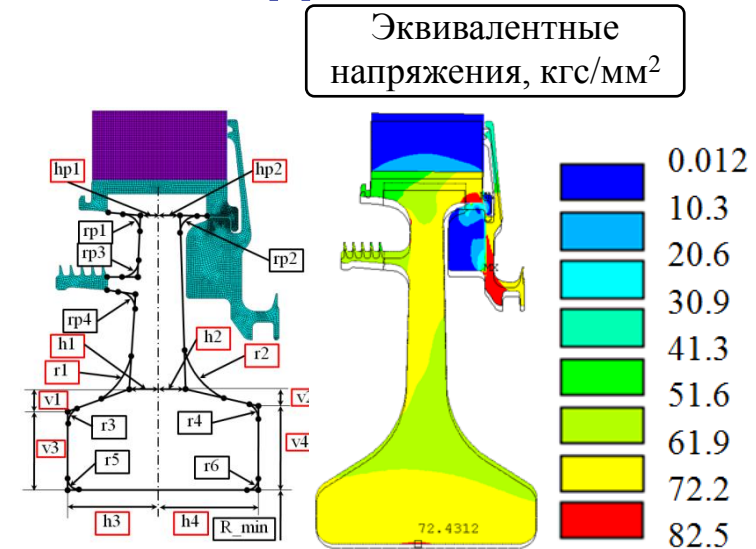 Эквивалентные
напряжения, кгс/мм²
hp1
hp2
rp1
rp2
rp3
rp4
h1
h2
r1
r2
v1
r3
r4
v3
v4
r5
r6
h3
h4
R_min
72.4312
0.012
10.3
20.6
30.9
41.3
51.6
61.9
72.2
82.5